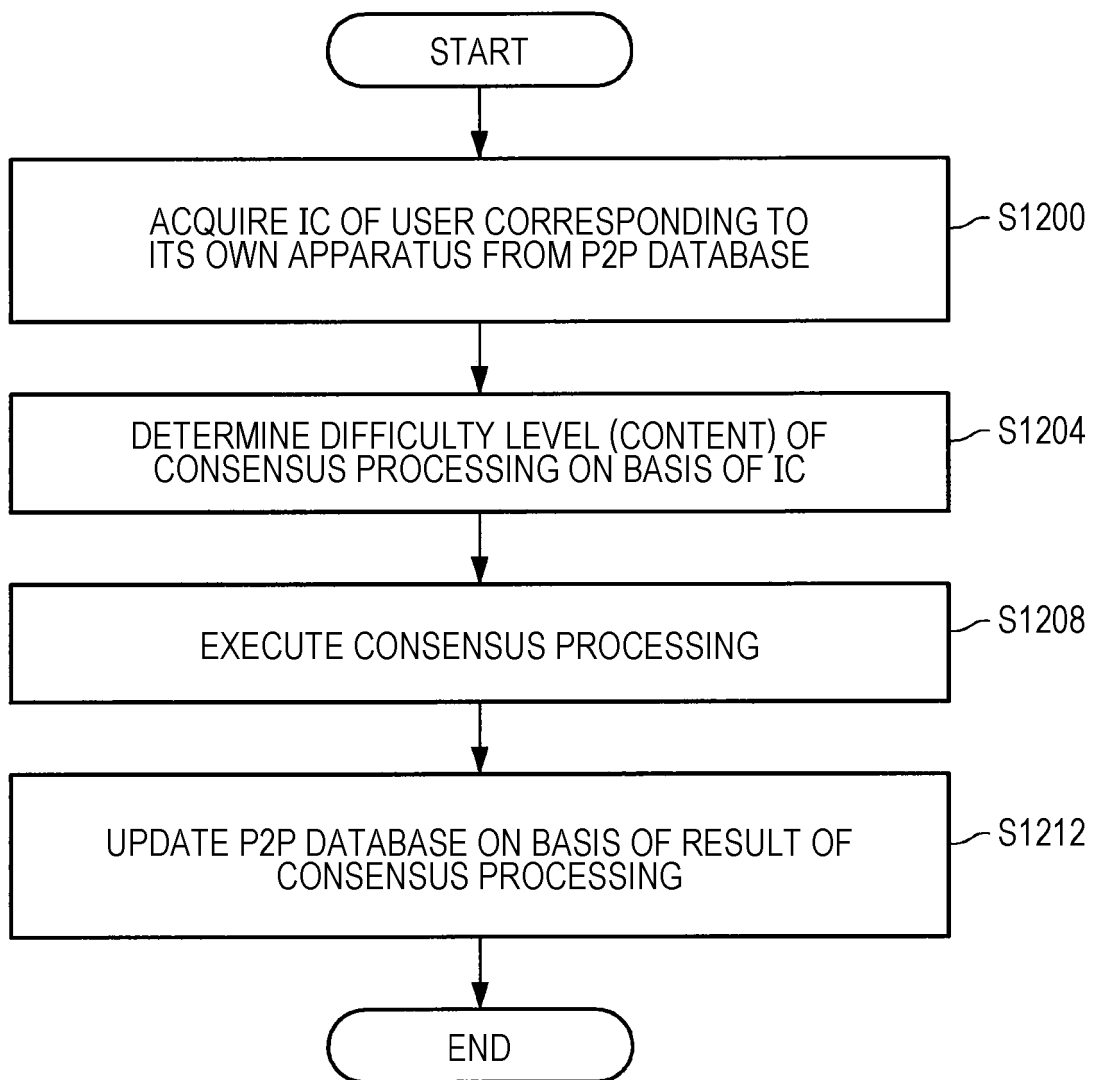 START
ACQUIRE IC OF USER CORRESPONDING TO
ITS OWN APPARATUS FROM P2P DATABASE
S1200
DETERMINE DIFFICULTY LEVEL (CONTENT) OF
CONSENSUS PROCESSING ON BASIS OF IC
S1204
EXECUTE CONSENSUS PROCESSING
S1208
UPDATE P2P DATABASE ON BASIS OF RESULT OF
CONSENSUS PROCESSING
S1212
END